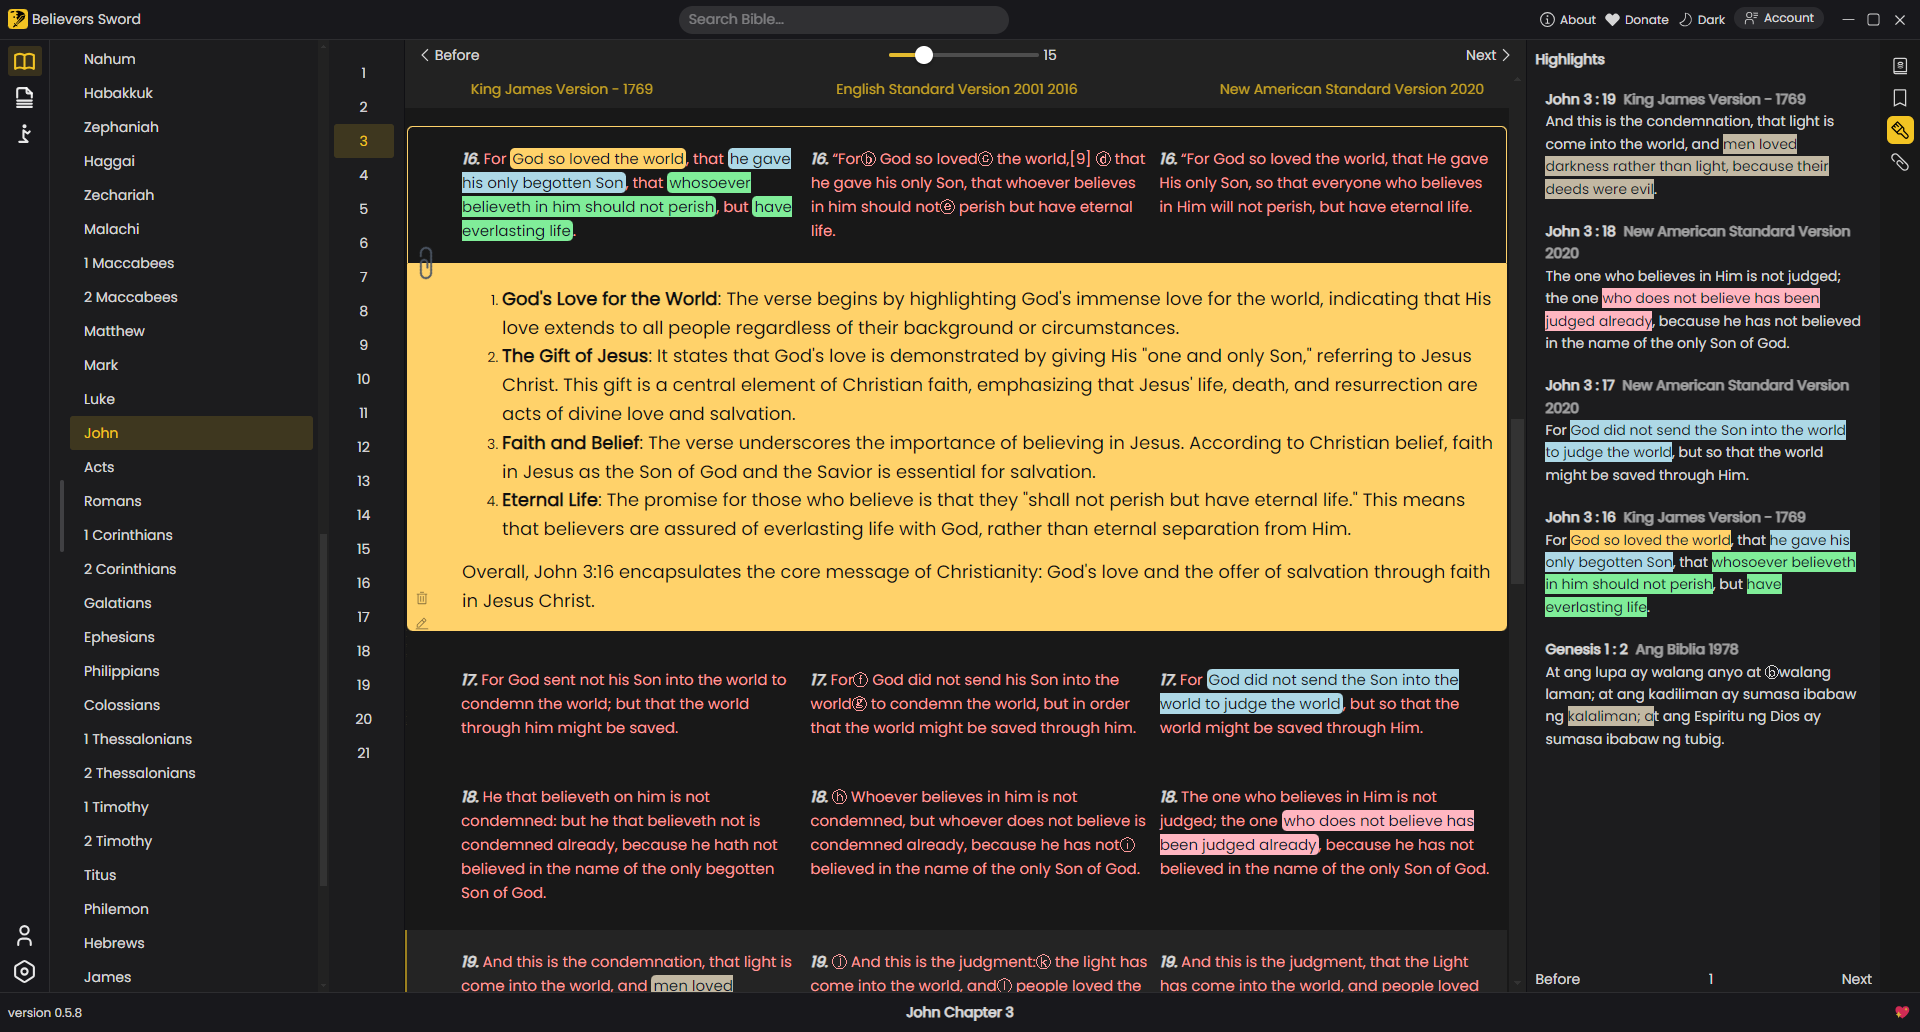 Believers Sword
Search Bible...
About
Donate
Dark
Account
Nahum
Habakkuk
Zephaniah
Haggai
Zechariah
Malachi
1 Maccabees
2 Maccabees
Matthew
Mark
Luke
John
Acts
Romans
1 Corinthians
2 Corinthians
Galatians
Ephesians
Philippians
Colossians
1 Thessalonians
2 Thessalonians
1 Timothy
2 Timothy
Titus
Philemon
Hebrews
James
1
2
3
4
5
6
7
8
9
10
11
12
13
14
15
16
17
18
19
20
21
Before
15
Next
King James Version - 1769
English Standard Version 2001 2016
New American Standard Version 2020
16. For God so loved the world, that he gave
his only begotten Son, that whosoever
believeth in him should not perish, but have
everlasting life.
16. “Forⓑ God so lovedⓒ the world,[9] ⓓ that
he gave his only Son, that whoever believes
in him should notⓔ perish but have eternal
life.
16. “For God so loved the world, that He gave
His only Son, so that everyone who believes
in Him will not perish, but have eternal life.
1. God's Love for the World: The verse begins by highlighting God's immense love for the world, indicating that His
love extends to all people regardless of their background or circumstances.
2. The Gift of Jesus: It states that God's love is demonstrated by giving His "one and only Son," referring to Jesus
Christ. This gift is a central element of Christian faith, emphasizing that Jesus' life, death, and resurrection are
acts of divine love and salvation.
3. Faith and Belief: The verse underscores the importance of believing in Jesus. According to Christian belief, faith
in Jesus as the Son of God and the Savior is essential for salvation.
4. Eternal Life: The promise for those who believe is that they "shall not perish but have eternal life." This means
that believers are assured of everlasting life with God, rather than eternal separation from Him.
Overall, John 3:16 encapsulates the core message of Christianity: God's love and the offer of salvation through faith
in Jesus Christ.
17. For God sent not his Son into the world to
condemn the world; but that the world
through him might be saved.
17. Forⓕ God did not send his Son into the
worldⓖ to condemn the world, but in order
that the world might be saved through him.
17. For God did not send the Son into the
world to judge the world, but so that the
world might be saved through Him.
18. He that believeth on him is not
condemned: but he that believeth not is
condemned already, because he hath not
believed in the name of the only begotten
Son of God.
18. ⓗ Whoever believes in him is not
condemned, but whoever does not believe is
condemned already, because he has notⓘ
believed in the name of the only Son of God.
18. The one who believes in Him is not
judged; the one who does not believe has
been judged already, because he has not
believed in the name of the only Son of God.
19. And this is the condemnation, that light is
come into the world, and men loved
19. ⓙ And this is the judgment:ⓚ the light has
come into the world, andⓛ people loved the
19. And this is the judgment, that the Light
has come into the world, and people loved
Highlights
John 3 : 19 King James Version - 1769
And this is the condemnation, that light is
come into the world, and men loved
darkness rather than light, because their
deeds were evil.
John 3 : 18 New American Standard Version
2020
The one who believes in Him is not judged;
the one who does not believe has been
judged already, because he has not believed
in the name of the only Son of God.
John 3 : 17 New American Standard Version
2020
For God did not send the Son into the world
to judge the world, but so that the world
might be saved through Him.
John 3 : 16 King James Version - 1769
For God so loved the world, that he gave his
only begotten Son, that whosoever believeth
in him should not perish, but have
everlasting life.
Genesis 1 : 2 Ang Biblia 1978
At ang lupa ay walang anyo at ⓑwalang
laman; at ang kadiliman ay sumasa ibabaw
ng kalaliman; at ang Espiritu ng Dios ay
sumasa ibabaw ng tubig.
Before
1
Next
version 0.5.8
John Chapter 3